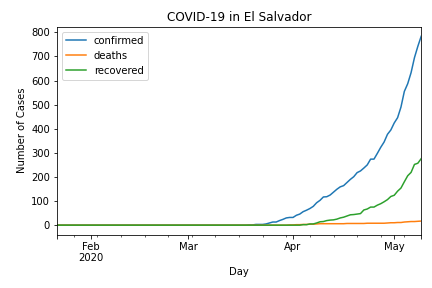 COVID-19 in El Salvador
confirmed
deaths
recovered
800
700
600
500
400
300
200
100
0
Number of Cases
Feb
2020
Mar
Apr
May
Day